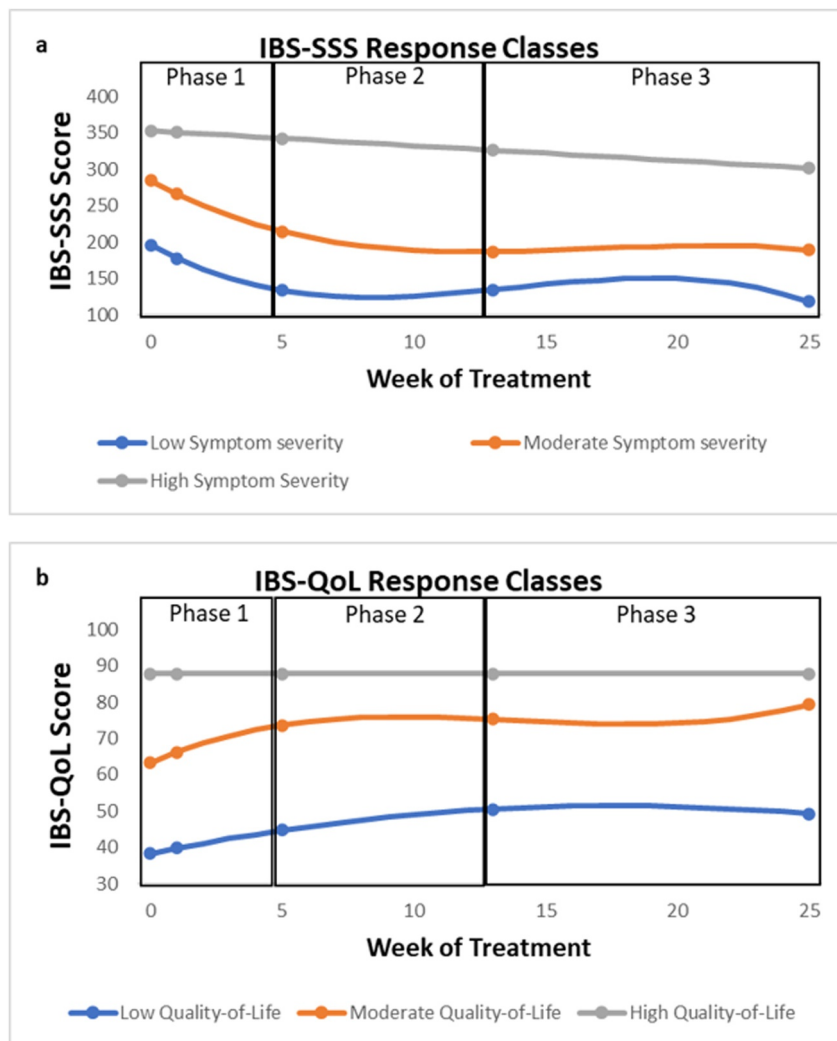 a
IBS-SSS Response Classes
Phase 1 Phase 2 Phase 3
400
350
300
250
200
150
100
IBS-SSS Score
0 5 10 15 20 25
Week of Treatment
Low Symptom severity Moderate Symptom severity
High Symptom Severity
b
IBS-QoL Response Classes
Phase 1 Phase 2 Phase 3
100
90
80
70
60
50
40
30
IBS-QoL Score
0 5 10 15 20 25
Week of Treatment
Low Quality-of-Life Moderate Quality-of-Life High Quality-of-Life